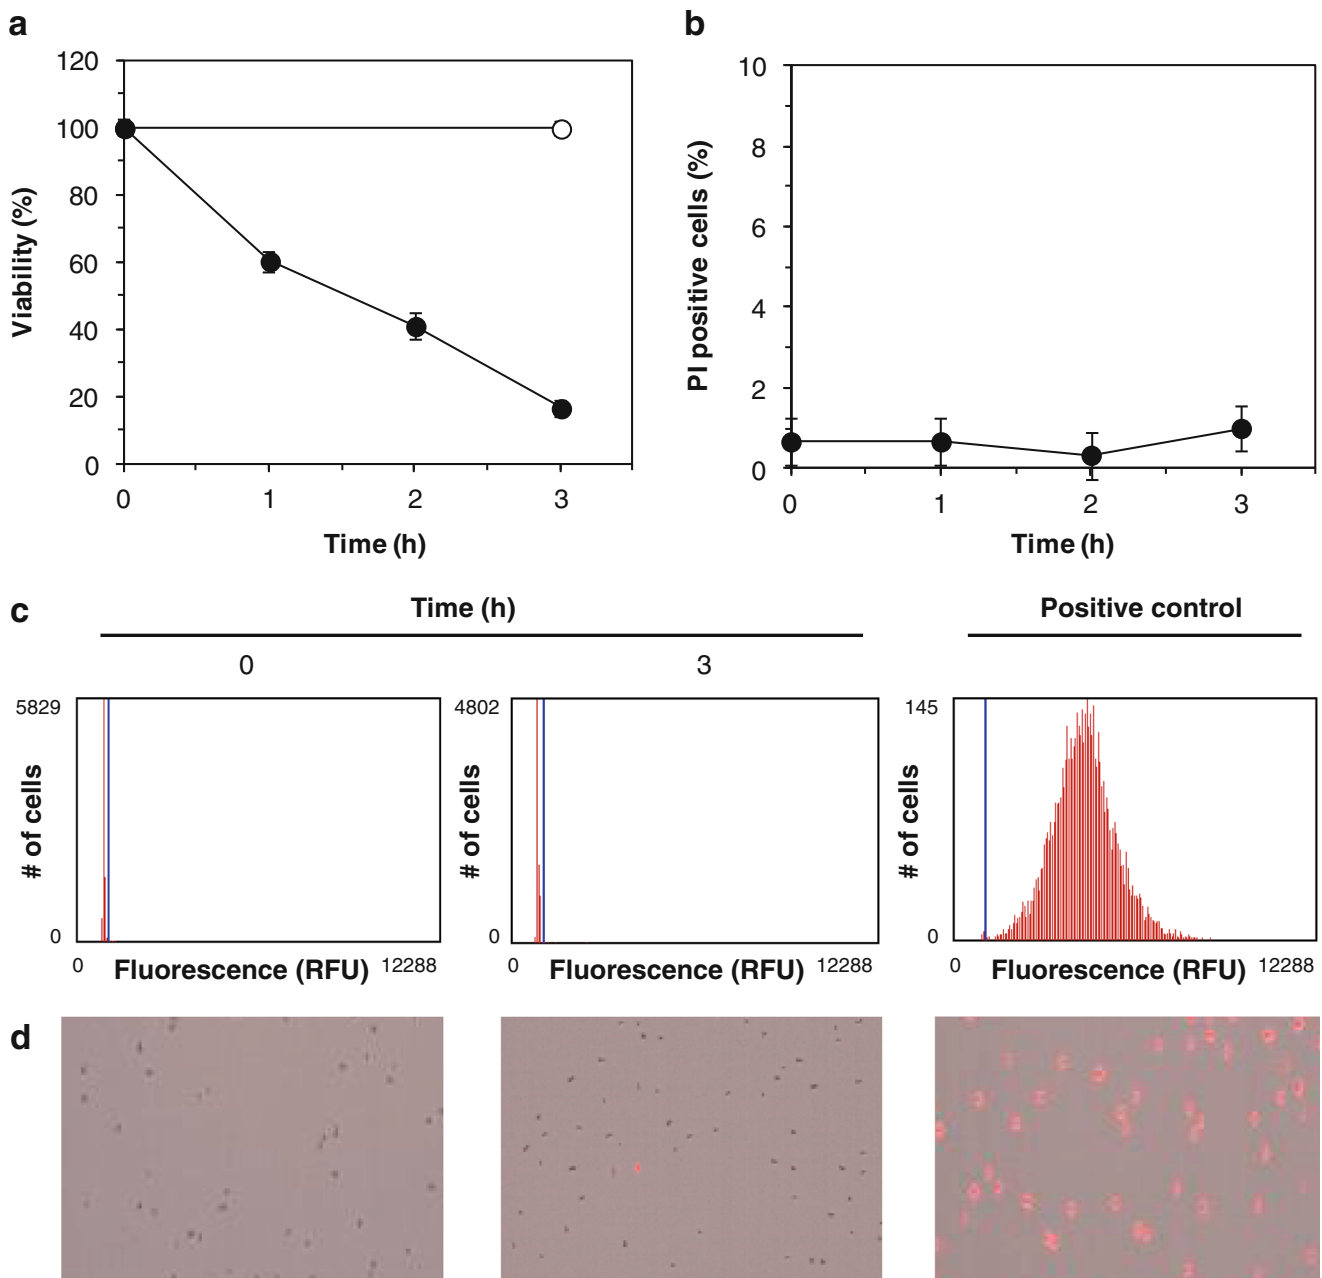 a
120
100
80
60
40
20
0
Viability (%)
0 1 2 3
Time (h)
b
10
8
6
4
2
0
PI positive cells (%)
0 1 2 3
Time (h)
c
Time (h)
Positive control
0 3
5829
# of cells
0
0 Fluorescence (RFU) 12288
4802
# of cells
0
0 Fluorescence (RFU) 12288
145
# of cells
0
0 Fluorescence (RFU) 12288
d